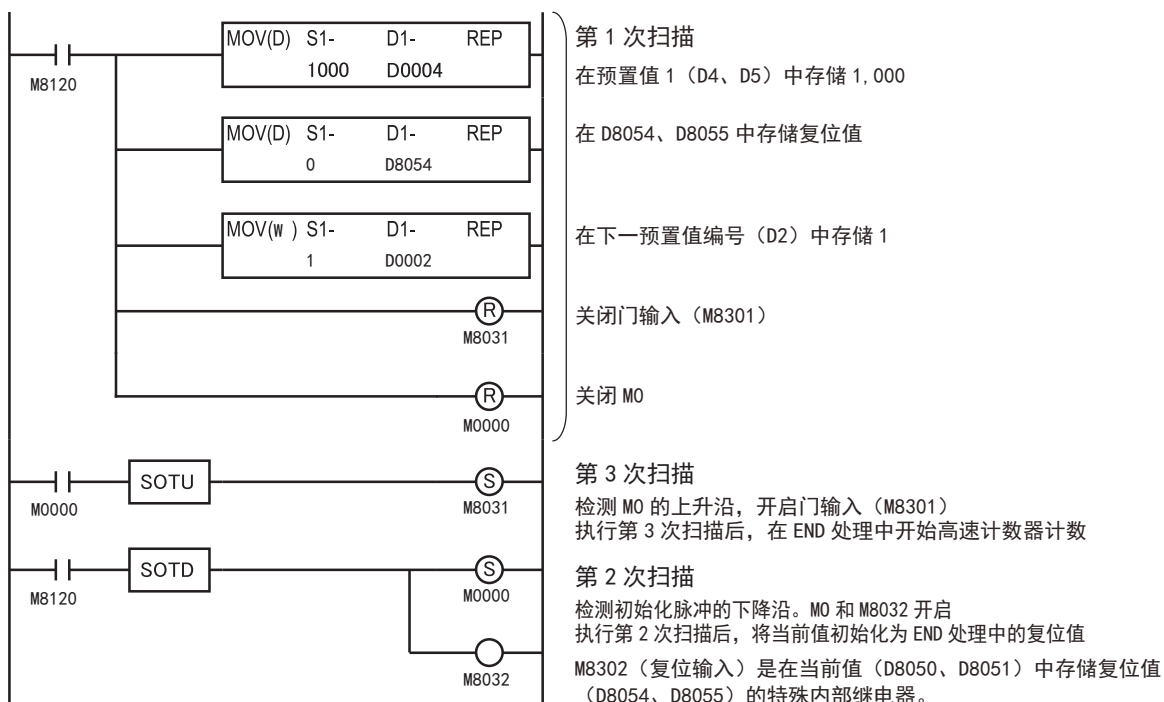 MOV(D) S1- D1- REP
1000 D0004
M8120
MOV(D) S1- D1- REP
0 D8054
MOV(W) S1- D1- REP
1 D0002
R
M8031
R
M0000
第 1 次扫描
在预置值 1（D4、D5）中存储 1,000
在 D8054、D8055 中存储复位值
在下一预置值编号（D2）中存储 1
关闭门输入（M8301）
关闭 M0
M0000
SOTU
S
M8031
第 3 次扫描
检测 M0 的上升沿，开启门输入（M8301）
执行第 3 次扫描后，在 END 处理中开始高速计数器计数
M8120
SOTD
S
M0000
M8032
第 2 次扫描
检测初始化脉冲的下降沿。M0 和 M8032 开启
执行第 2 次扫描后，将当前值初始化为 END 处理中的复位值
M8302（复位输入）是在当前值（D8050、D8051）中存储复位值
（D8054、D8055）的特殊内部继电器。